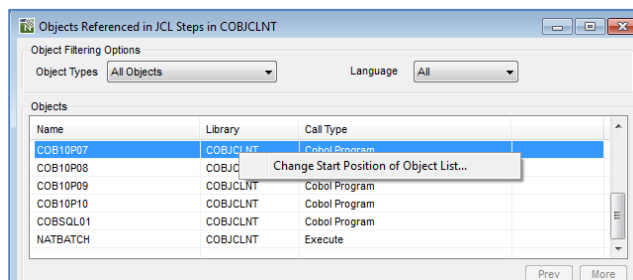 Objects Referenced in JCL Steps in COBJCLNT
Object Filtering Options
Object Types All Objects Language All
Objects
Name Library Call Type
COB10P07 COBJCLNT Cobol Program
COB10P08 COBJC
Change Start Position of Object List...
COB10P09 COBJCLNT Cobol Program
COB10P10 COBJCLNT Cobol Program
COBSQL01 COBJCLNT Cobol Program
NATBATCH COBJCLNT Execute
Prev More